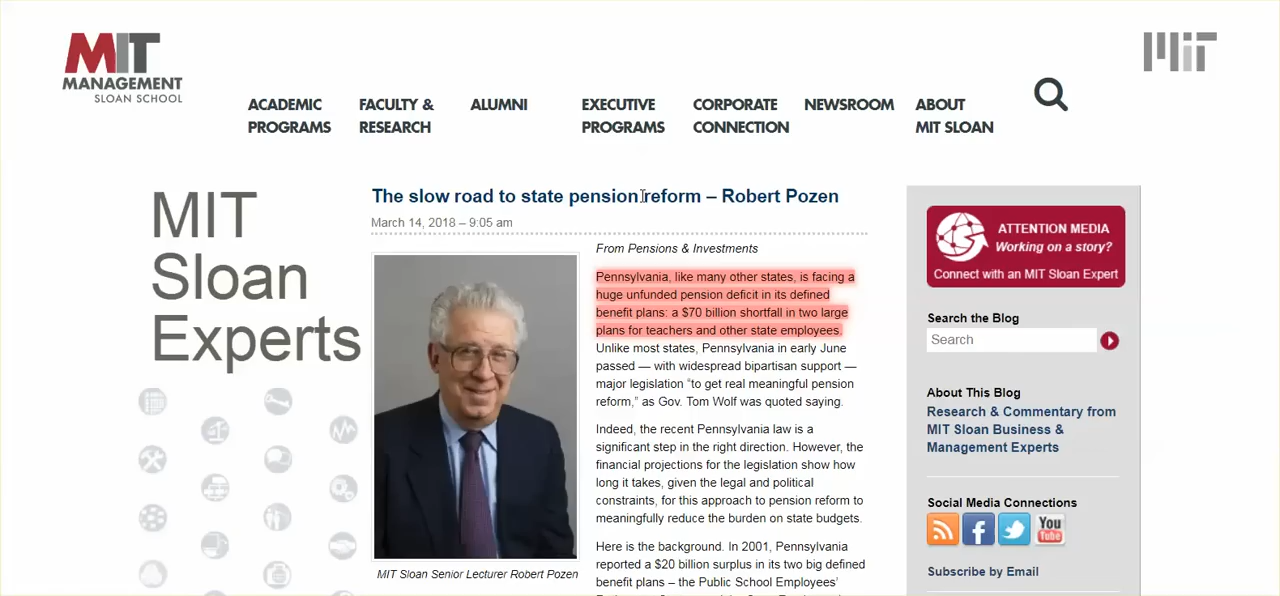 MIT
MANAGEMENT
SLOAN SCHOOL
MIT
ACADEMIC
PROGRAMS
FACULTY &
RESEARCH
ALUMNI
EXECUTIVE
PROGRAMS
CORPORATE
CONNECTION
NEWSROOM
ABOUT
MIT SLOAN
MIT
Sloan
Experts
The slow road to state pension reform – Robert Pozen
March 14, 2018 – 9:05 am
MIT Sloan Senior Lecturer Robert Pozen
From Pensions & Investments
Pennsylvania, like many other states, is facing a
huge unfunded pension deficit in its defined
benefit plans: a $70 billion shortfall in two large
plans for teachers and other state employees.
Unlike most states, Pennsylvania in early June
passed — with widespread bipartisan support —
major legislation “to get real meaningful pension
reform,” as Gov. Tom Wolf was quoted saying.
Indeed, the recent Pennsylvania law is a
significant step in the right direction. However, the
financial projections for the legislation show how
long it takes, given the legal and political
constraints, for this approach to pension reform to
meaningfully reduce the burden on state budgets.
Here is the background. In 2001, Pennsylvania
reported a $20 billion surplus in its two big defined
benefit plans – the Public School Employees’
ATTENTION MEDIA
Working on a story?
Connect with an MIT Sloan Expert
Search the Blog
Search
About This Blog
Research & Commentary from
MIT Sloan Business &
Management Experts
Social Media Connections
You
Tube
Subscribe by Email